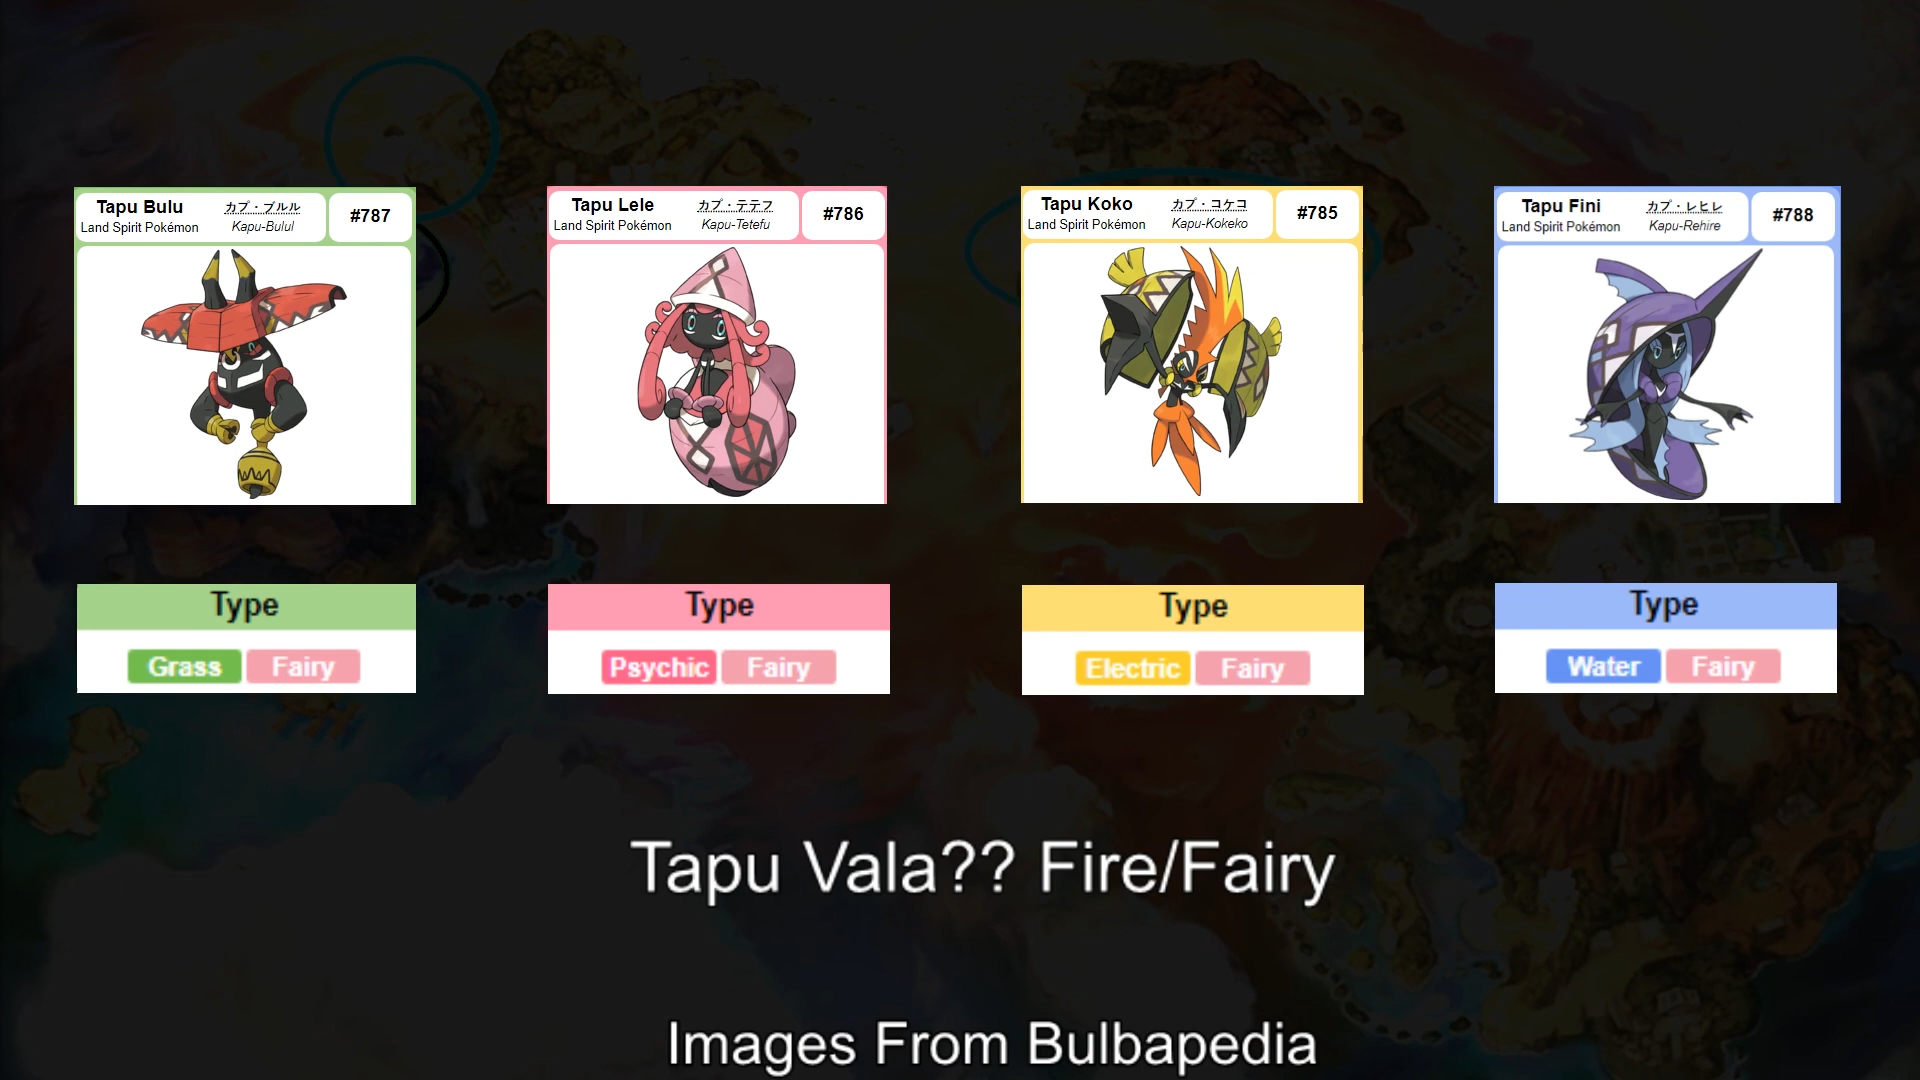 Tapu Bulu
Land Spirit Pokémon
カプ・ブルル
Kapu-Bulul
#787
Tapu Lele
Land Spirit Pokémon
カプ・テテフ
Kapu-Tetefu
#786
Tapu Koko
Land Spirit Pokémon
カプ・コケコ
Kapu-Kokeko
#785
Tapu Fini
Land Spirit Pokémon
カプ・レヒレ
Kapu-Rehire
#788
Type
Grass Fairy
Type
Psychic Fairy
Type
Electric Fairy
Type
Water Fairy
Tapu Vala?? Fire/Fairy
Images From Bulbapedia